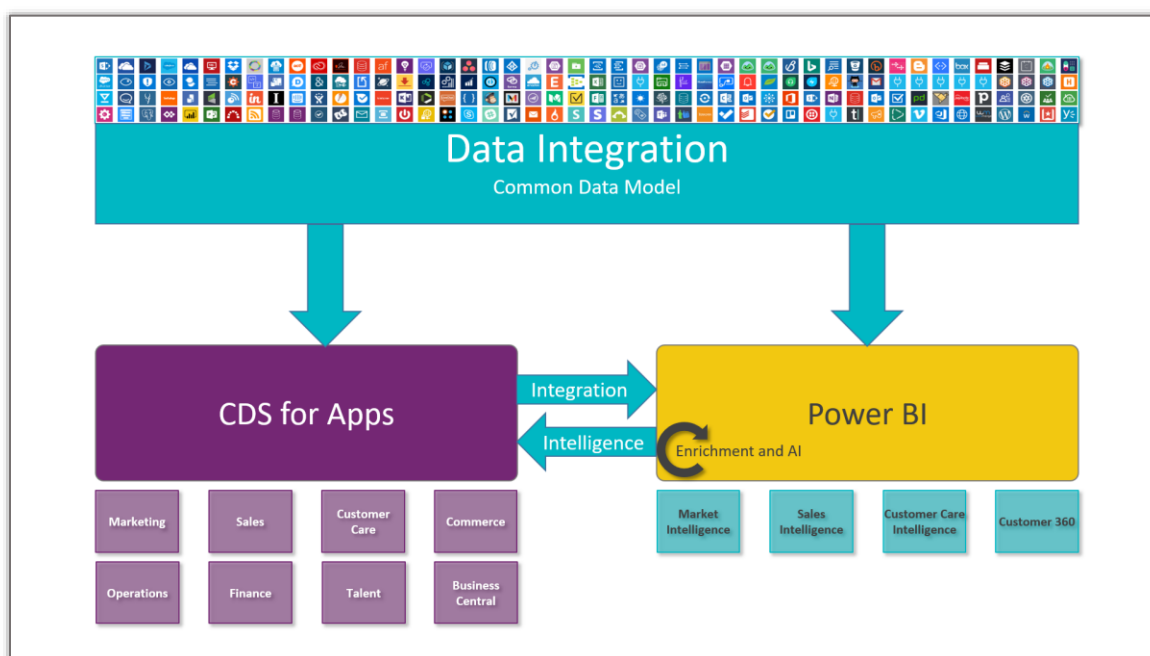 Data Integration
Common Data Model
CDS for Apps
Integration
Intelligence
Power BI
Enrichment and AI
Marketing
Sales
Customer
Care
Commerce
Operations
Finance
Talent
Business
Central
Market
Intelligence
Sales
Intelligence
Customer Care
Intelligence
Customer 360